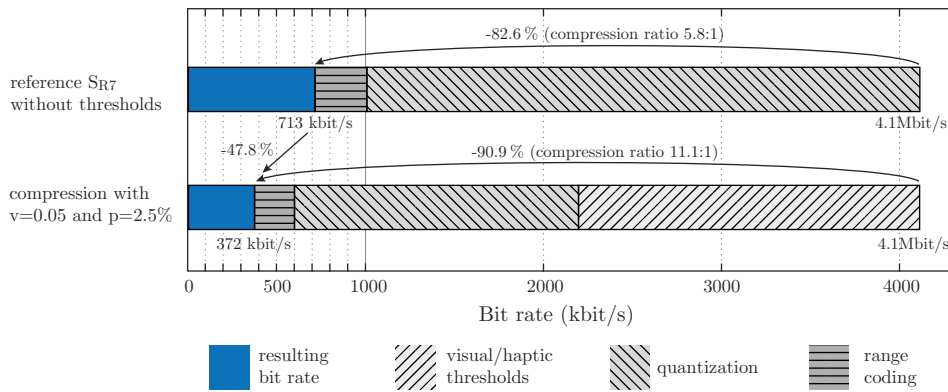 -82.6 % (compression ratio 5.8:1)
reference SR7
without thresholds
713 kbit/s
4.1Mbit/s
-47.8 %
-90.9 % (compression ratio 11.1:1)
compression with
v=0.05 and p=2.5%
372 kbit/s
4.1Mbit/s
0 500 1000 2000 3000 4000
Bit rate (kbit/s)
resulting
bit rate
visual/haptic
thresholds
quantization
range
coding